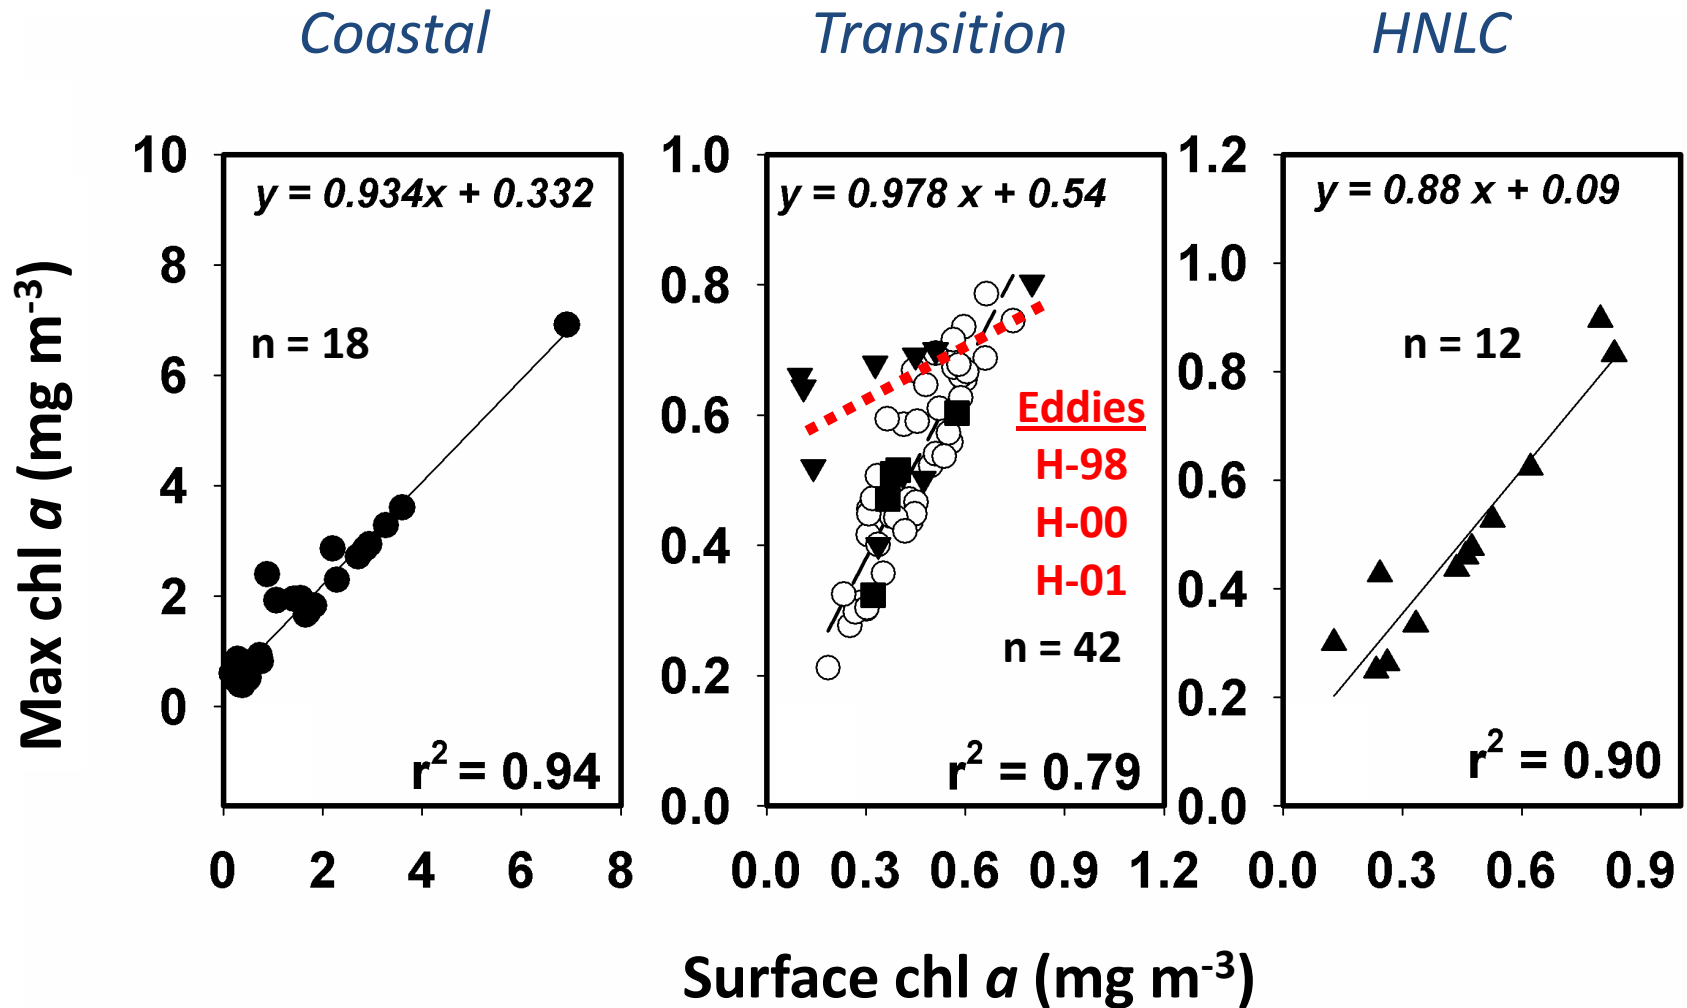 Coastal
Transition
HNLC
Max chl a (mg m-3)
10
8
6
4
2
0
y = 0.934x + 0.332
n = 18
r2 = 0.94
0 2 4 6 8
1.0
0.8
0.6
0.4
0.2
0.0
y = 0.978 x + 0.54
Eddies
H-98
H-00
H-01
n = 42
r2 = 0.79
0.0 0.3 0.6 0.9 1.2
1.2
1.0
0.8
0.6
0.4
0.2
0.0
y = 0.88 x + 0.09
n = 12
r2 = 0.90
0.0 0.3 0.6 0.9
Surface chl a (mg m-3)